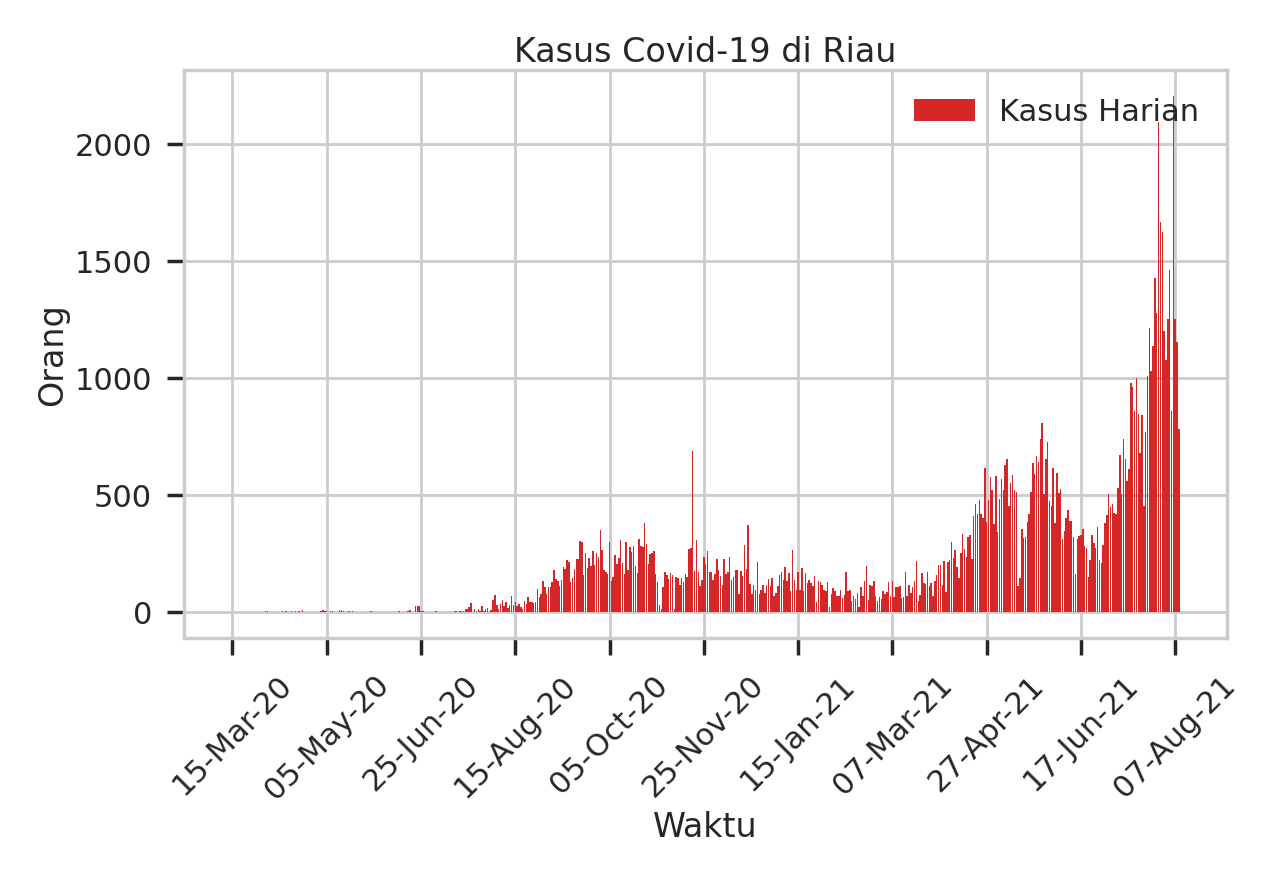 Kasus Covid-19 di Riau
Kasus Harian
Orang
2000
1500
1000
500
0
15-Mar-20
05-May-20
25-Jun-20
15-Aug-20
05-Oct-20
25-Nov-20
15-Jan-21
07-Mar-21
27-Apr-21
17-Jun-21
07-Aug-21
Waktu